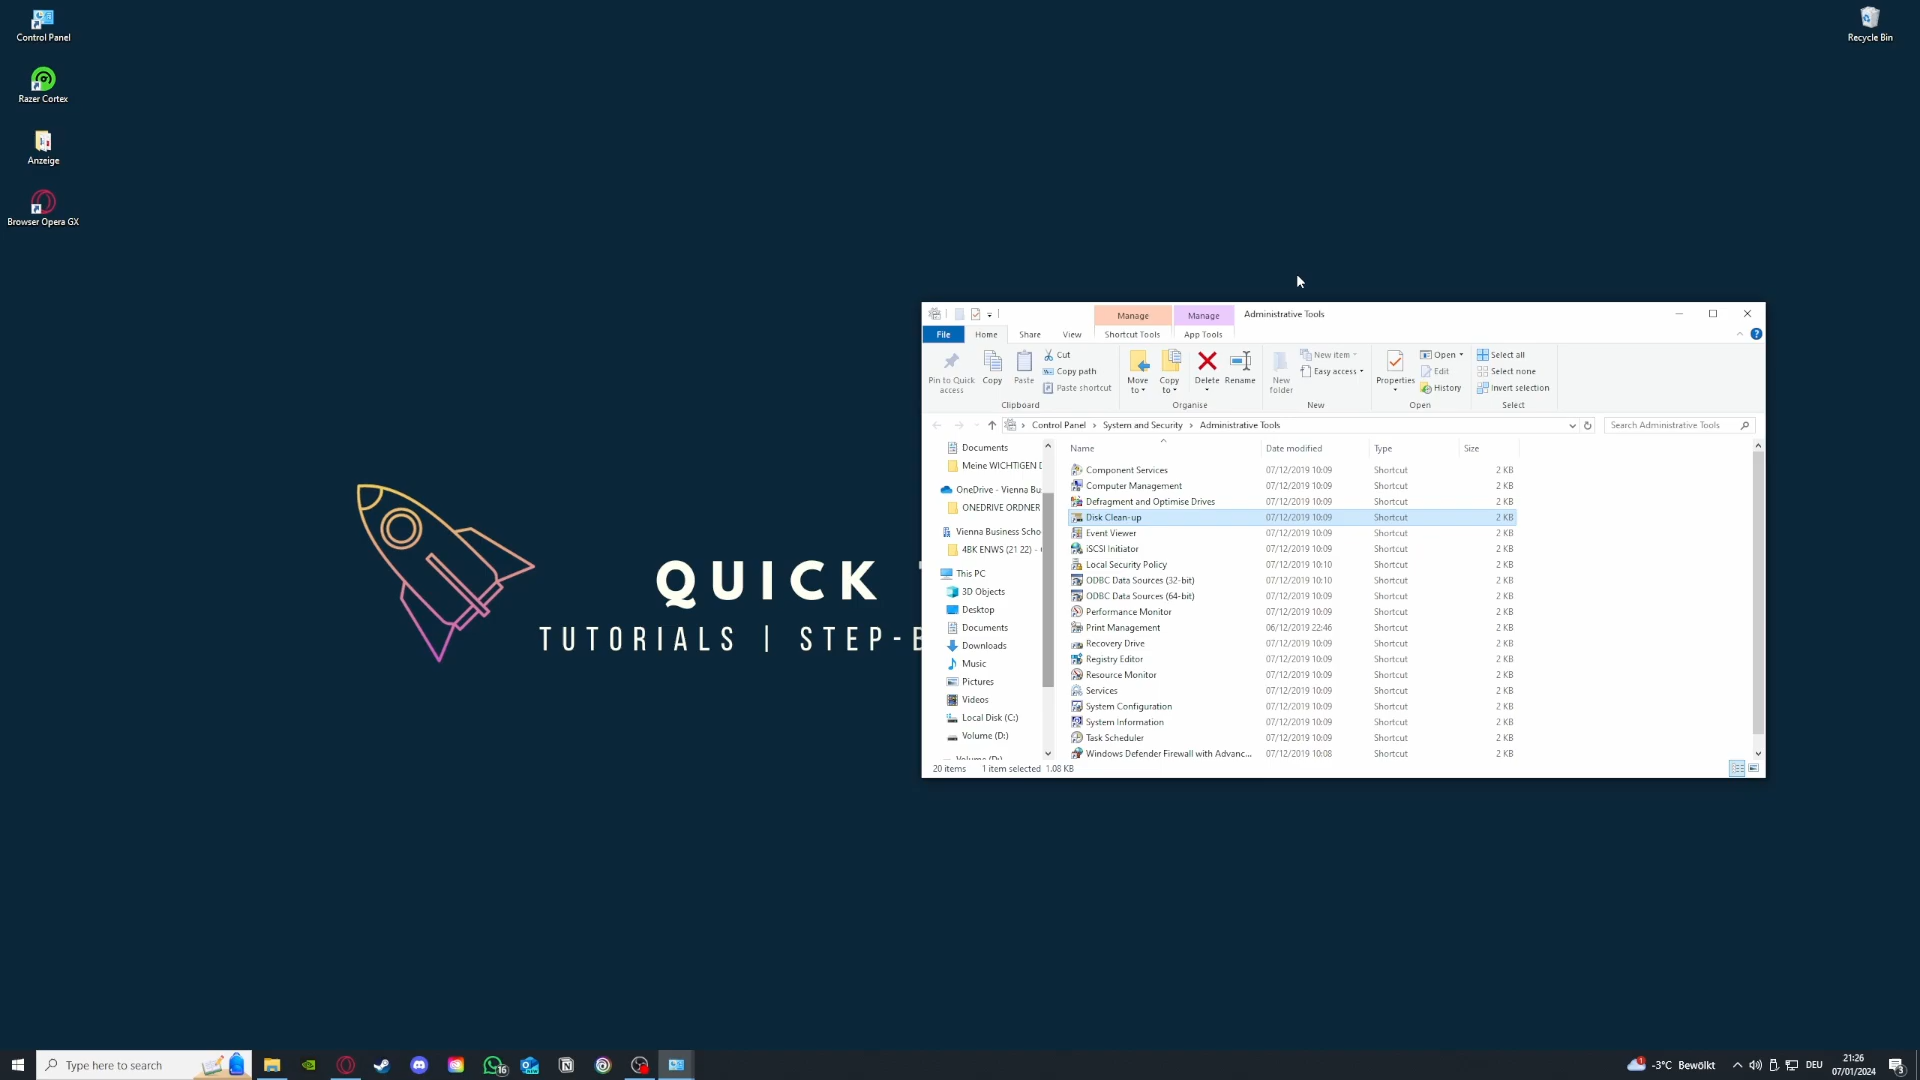 Control Panel
Recycle Bin
Razer Cortex
Anzeige
Browser Opera GX
QUICK
TUTORIALS | STEP-B
Manage
Manage
Administrative Tools
File
Home
Share
View
Shortcut Tools
App Tools
Pin to Quick access
Copy
Paste
Cut
Copy path
Paste shortcut
Move to
Copy to
Delete
Rename
New folder
New item
Easy access
Properties
Open
Edit
History
Select all
Select none
Invert selection
Clipboard
Organise
New
Open
Select
Control Panel > System and Security > Administrative Tools
Search Administrative Tools
Documents
Meine WICHTIGEN D
OneDrive - Vienna Bu
ONEDRIVE ORDNER
Vienna Business Scho
4BK ENWS (21 22) -
This PC
3D Objects
Desktop
Documents
Downloads
Music
Pictures
Videos
Local Disk (C:)
Volume (D:)
Volume (D:)
Name Date modified Type Size
Component Services 07/12/2019 10:09 Shortcut 2 KB
Computer Management 07/12/2019 10:09 Shortcut 2 KB
Defragment and Optimise Drives 07/12/2019 10:09 Shortcut 2 KB
Disk Clean-up 07/12/2019 10:09 Shortcut 2 KB
Event Viewer 07/12/2019 10:09 Shortcut 2 KB
iSCSI Initiator 07/12/2019 10:09 Shortcut 2 KB
Local Security Policy 07/12/2019 10:10 Shortcut 2 KB
ODBC Data Sources (32-bit) 07/12/2019 10:10 Shortcut 2 KB
ODBC Data Sources (64-bit) 07/12/2019 10:09 Shortcut 2 KB
Performance Monitor 07/12/2019 10:09 Shortcut 2 KB
Print Management 06/12/2019 22:46 Shortcut 2 KB
Recovery Drive 07/12/2019 10:09 Shortcut 2 KB
Registry Editor 07/12/2019 10:09 Shortcut 2 KB
Resource Monitor 07/12/2019 10:09 Shortcut 2 KB
Services 07/12/2019 10:09 Shortcut 2 KB
System Configuration 07/12/2019 10:09 Shortcut 2 KB
System Information 07/12/2019 10:09 Shortcut 2 KB
Task Scheduler 07/12/2019 10:09 Shortcut 2 KB
Windows Defender Firewall with Advanc... 07/12/2019 10:08 Shortcut 2 KB
20 items 1 item selected 1.08 KB
Type here to search
16
1
-3°C Bewölkt
DEU
21:26
07/01/2024
3